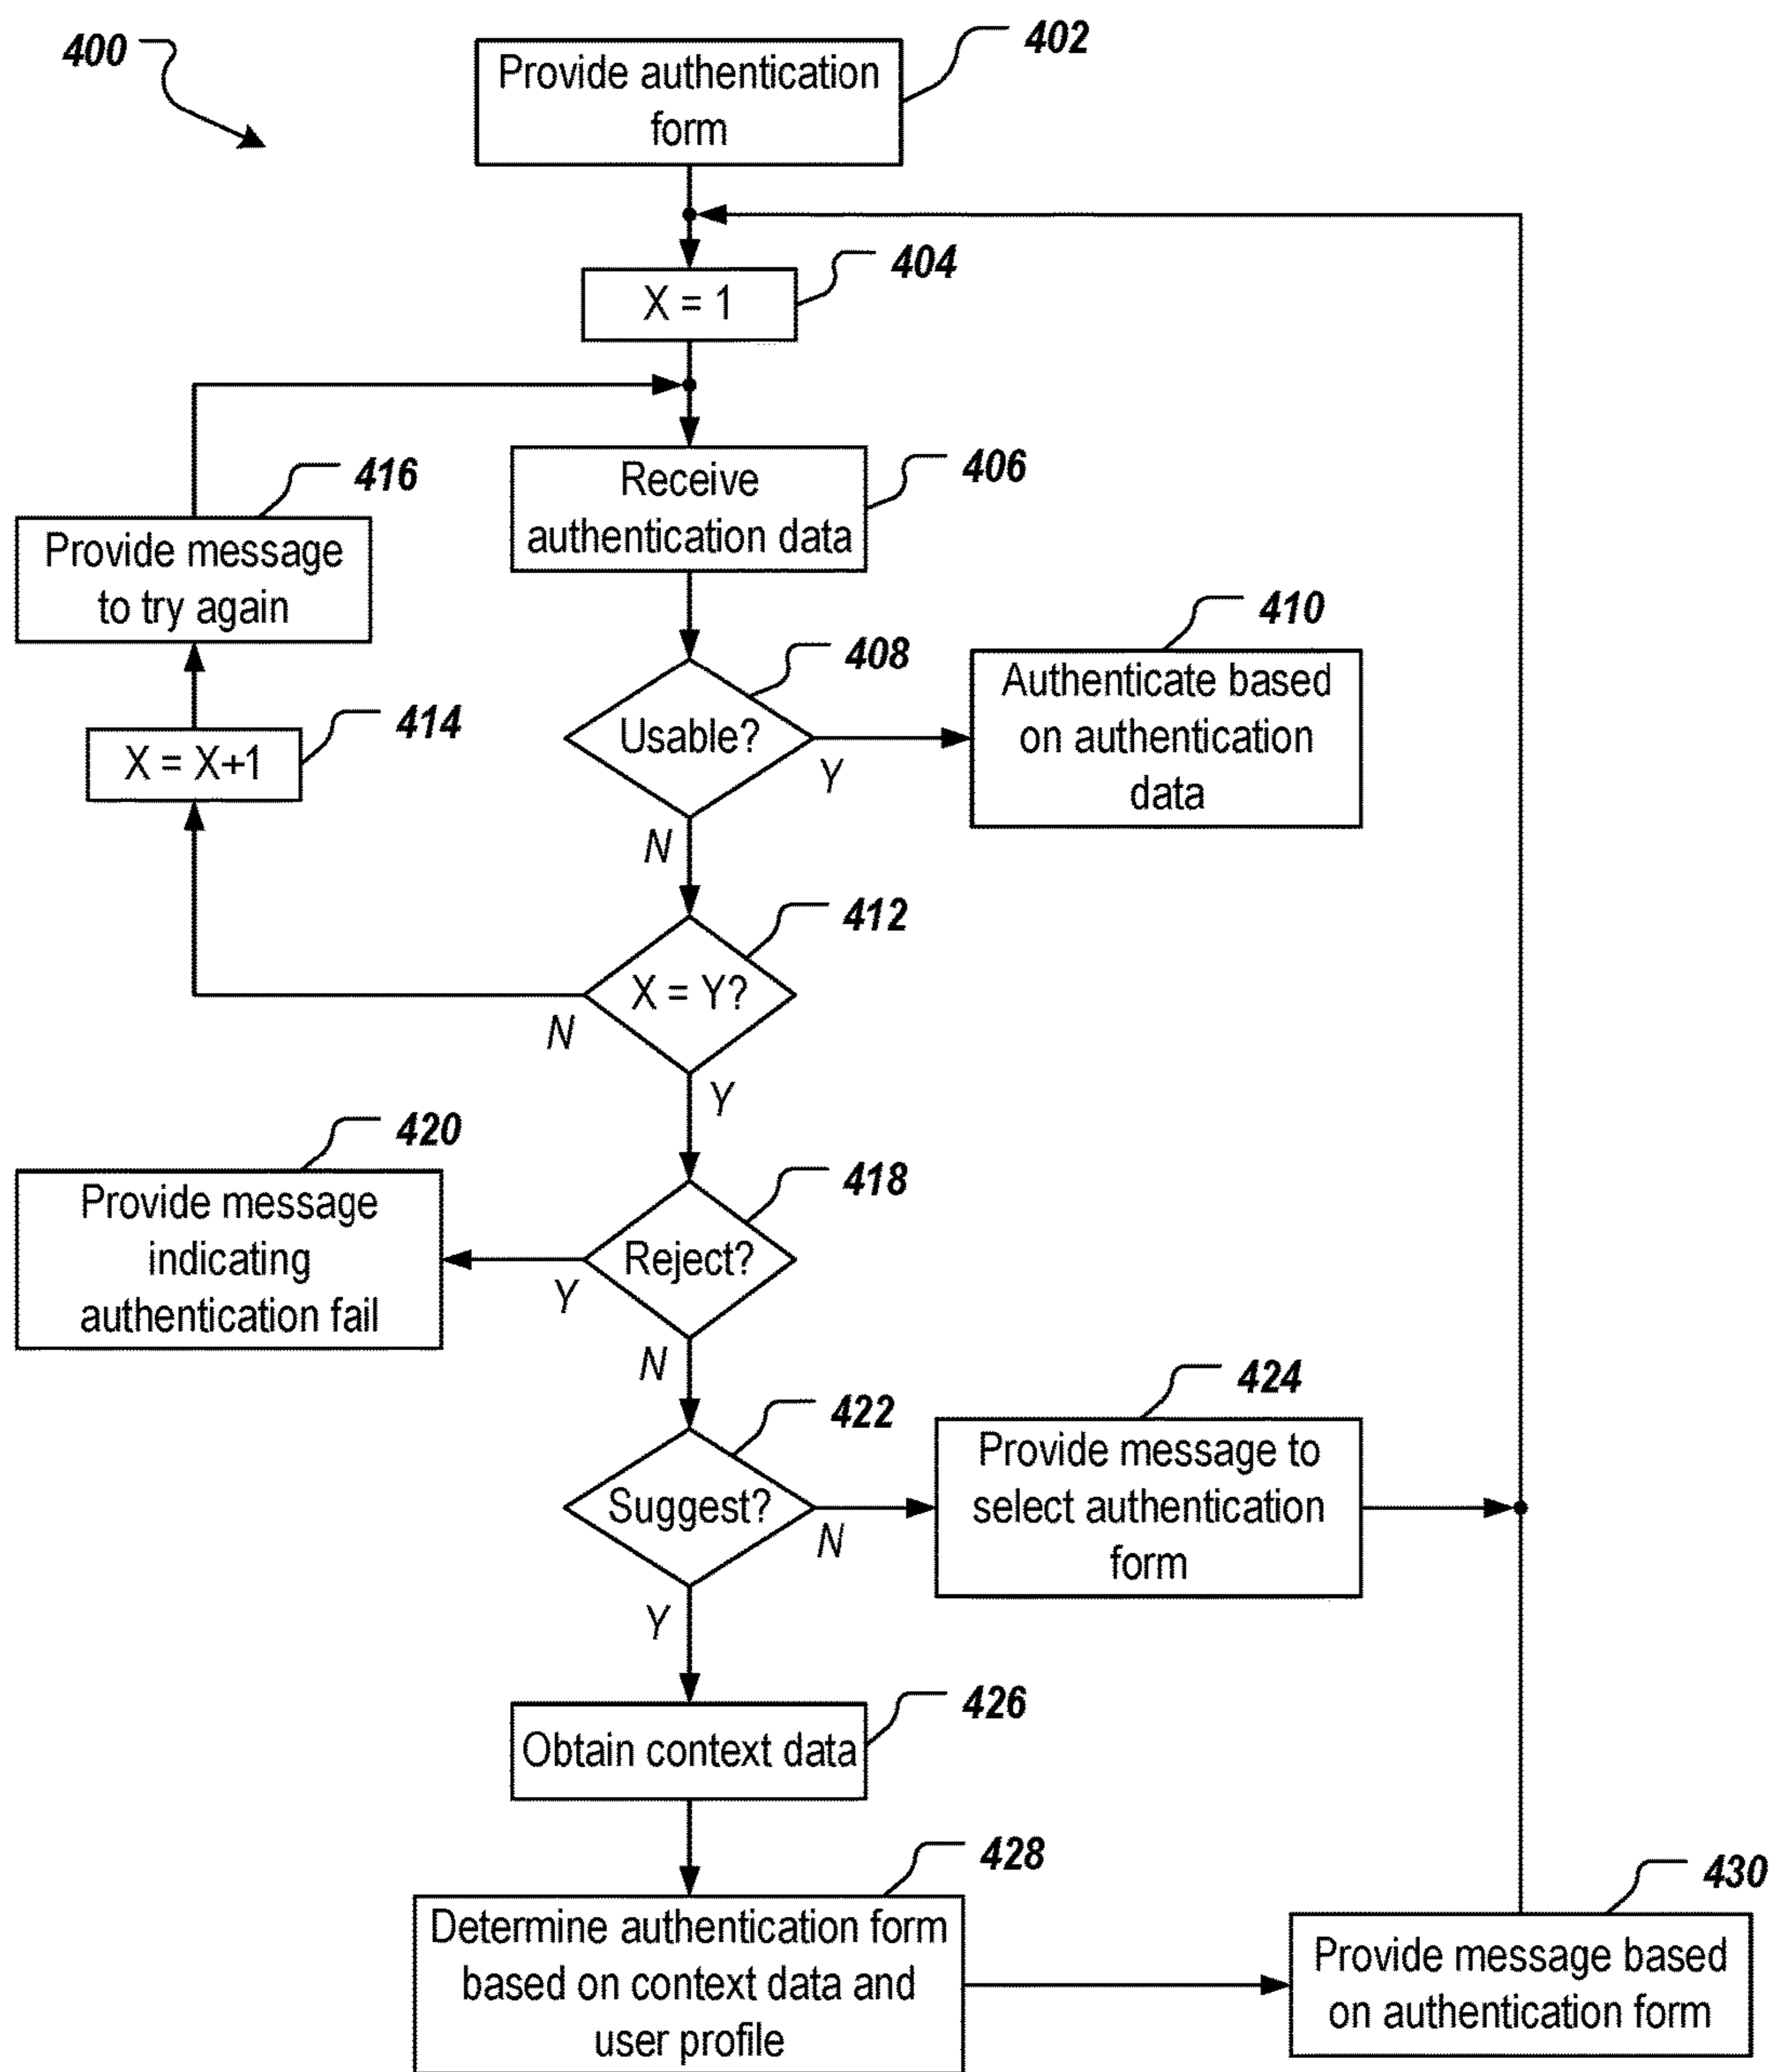 400
402
Provide authentication
form
404
X = 1
416
Provide message
to try again
406
Receive
authentication data
410
Authenticate based
on authentication
data
408
Usable?
Y
N
414
X = X+1
412
X = Y?
N
Y
420
Provide message
indicating
authentication fail
418
Reject?
Y
N
424
Provide message to
select authentication
form
422
Suggest?
N
Y
426
Obtain context data
428
Determine authentication form
based on context data and
user profile
430
Provide message based
on authentication form